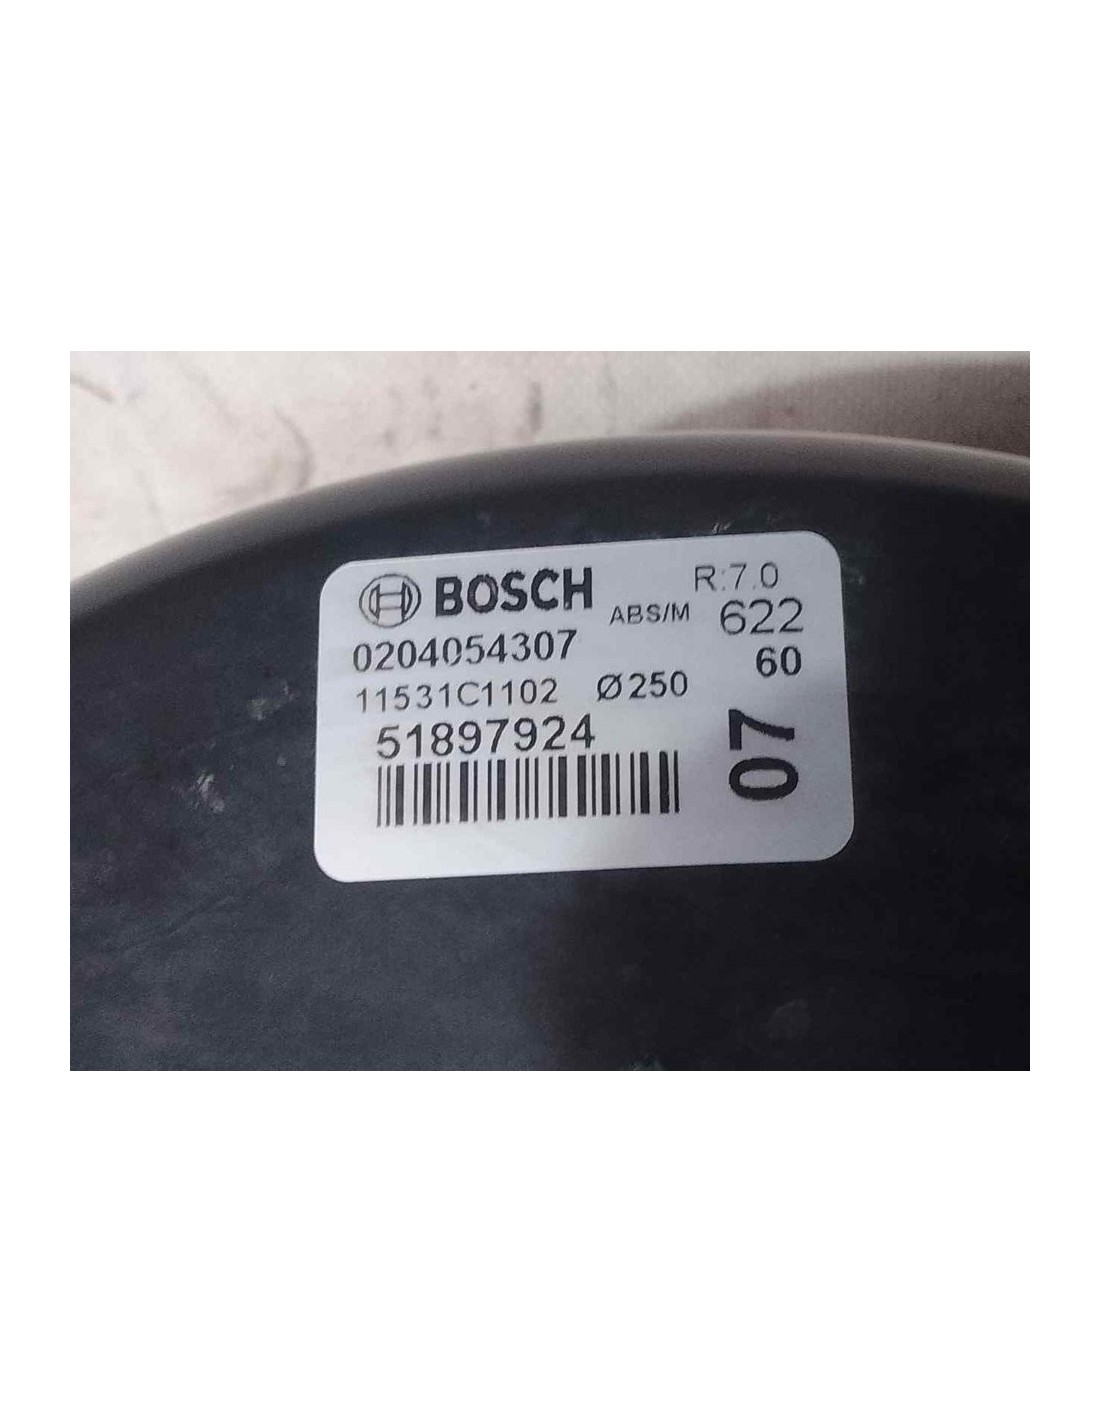 BOSCH
R:7.0
ABS/M 622
0204054307
60
11531C1102 Ø250
51897924
07